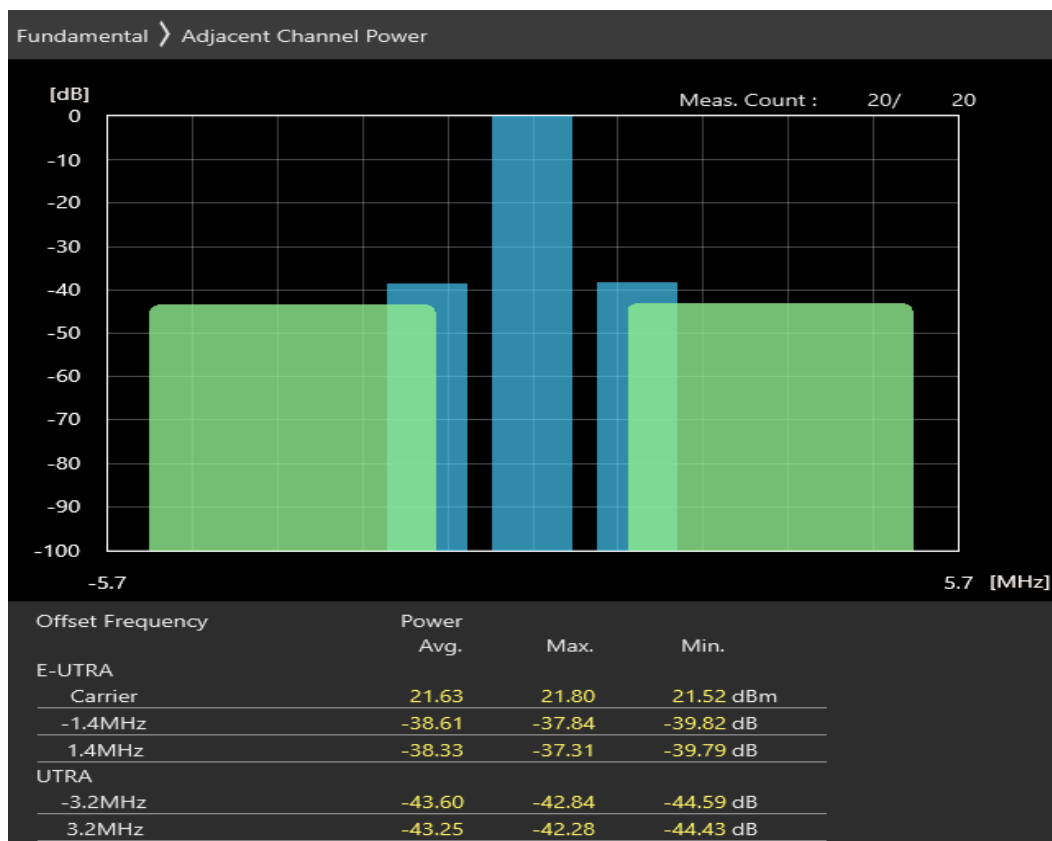 Fundamental 》 Adjacent Channel Power
[dB]
Meas. Count : 20/ 20
0
-10
-20
-30
-40
-50
-60
-70
-80
-90
-100
-5.7 5.7 [MHz]
Offset Frequency Power
Avg. Max. Min.
E-UTRA
Carrier 21.63 21.80 21.52 dBm
-1.4MHz -38.61 -37.84 -39.82 dB
1.4MHz -38.33 -37.31 -39.79 dB
UTRA
-3.2MHz -43.60 -42.84 -44.59 dB
3.2MHz -43.25 -42.28 -44.43 dB